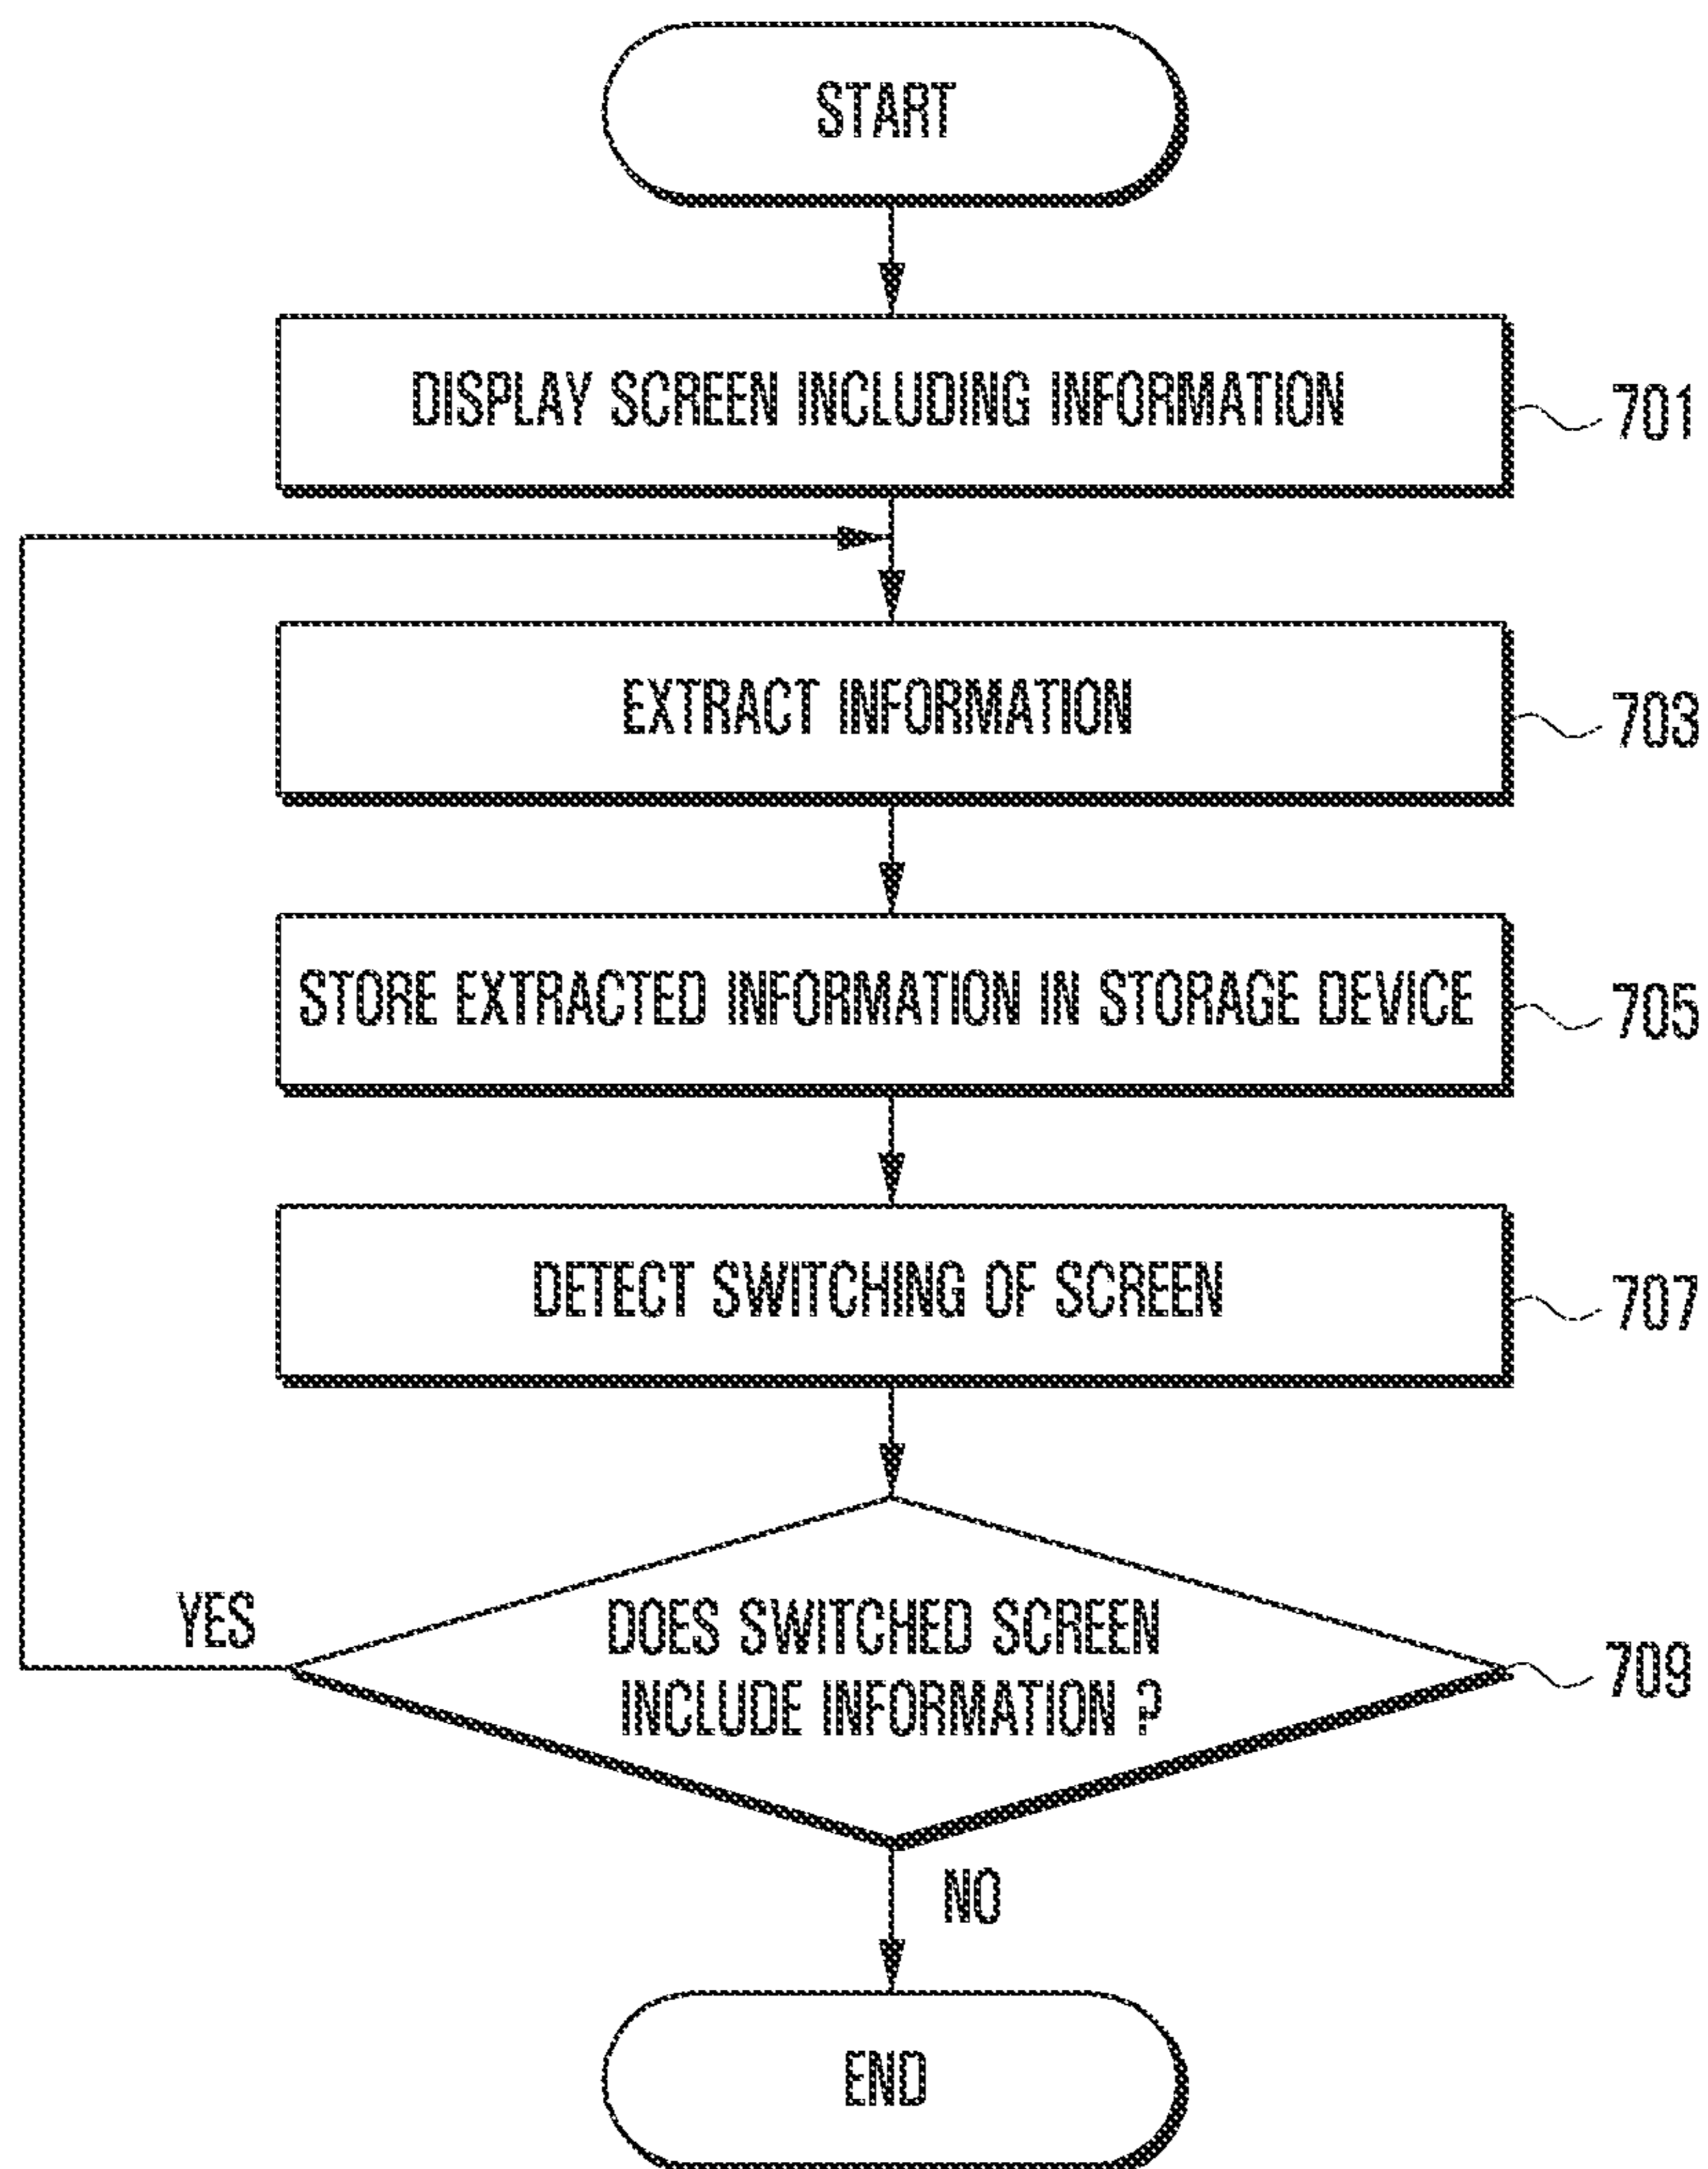 START
DISPLAY SCREEN INCLUDING INFORMATION
701
EXTRACT INFORMATION
703
STORE EXTRACTED INFORMATION IN STORAGE DEVICE
705
DETECT SWITCHING OF SCREEN
707
YES
DOES SWITCHED SCREEN
INCLUDE INFORMATION ?
709
NO
END